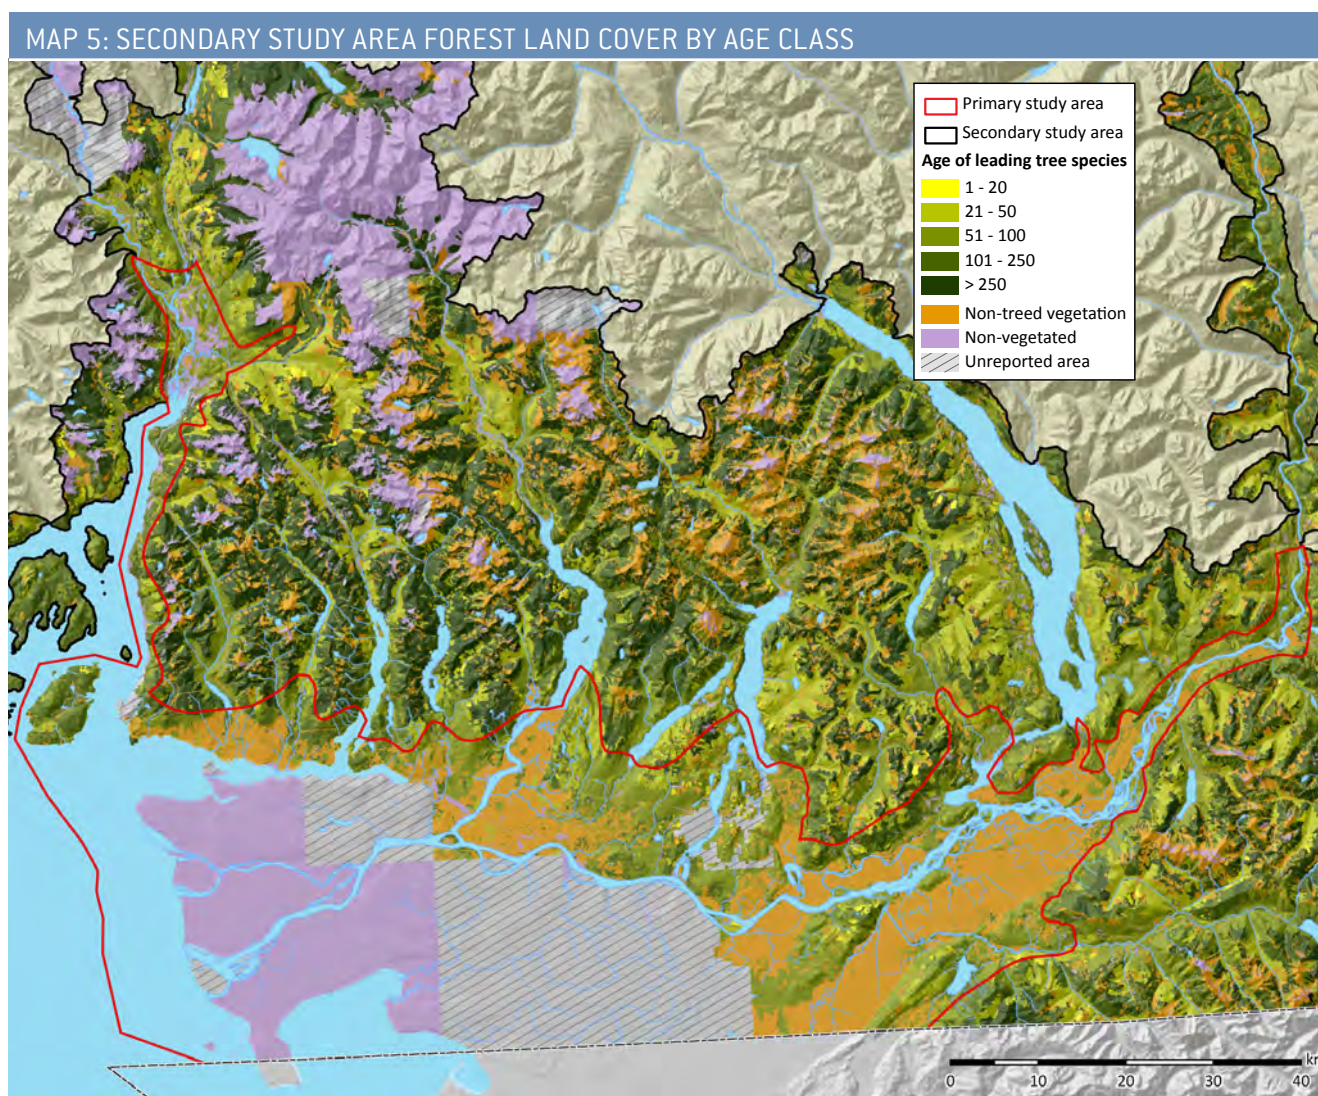 MAP 5: SECONDARY STUDY AREA FOREST LAND COVER BY AGE CLASS
Primary study area
Secondary study area
Age of leading tree species
1 - 20
21 - 50
51 - 100
101 - 250
> 250
Non-treed vegetation
Non-vegetated
Unreported area
km
0 10 20 30 40